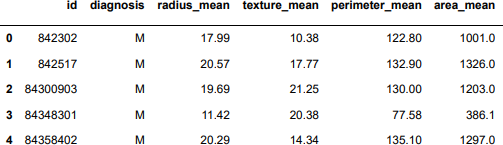 id diagnosis radius_mean texture_mean perimeter_mean area_mean
0 842302 M 17.99 10.38 122.80 1001.0
1 842517 M 20.57 17.77 132.90 1326.0
2 84300903 M 19.69 21.25 130.00 1203.0
3 84348301 M 11.42 20.38 77.58 386.1
4 84358402 M 20.29 14.34 135.10 1297.0